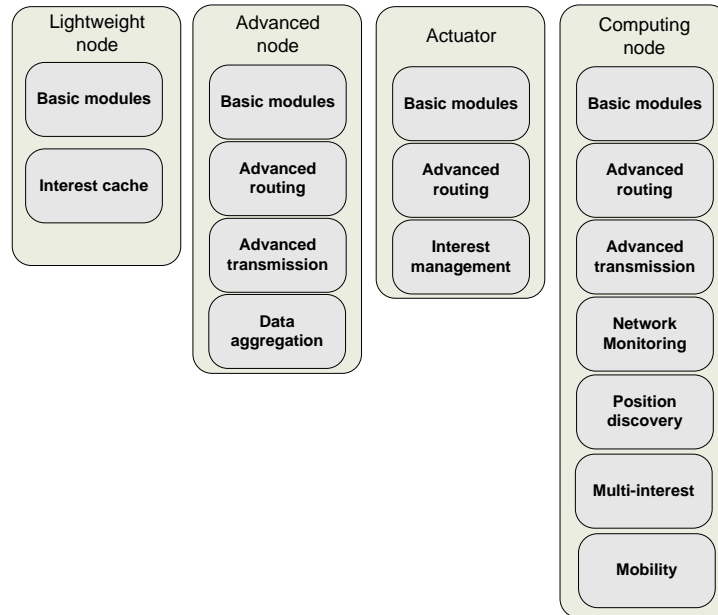 Lightweight
node
Basic modules
Interest cache
Advanced
node
Basic modules
Advanced
routing
Advanced
transmission
Data
aggregation
Actuator
Basic modules
Advanced
routing
Interest
management
Computing
node
Basic modules
Advanced
routing
Advanced
transmission
Network
Monitoring
Position
discovery
Multi-interest
Mobility